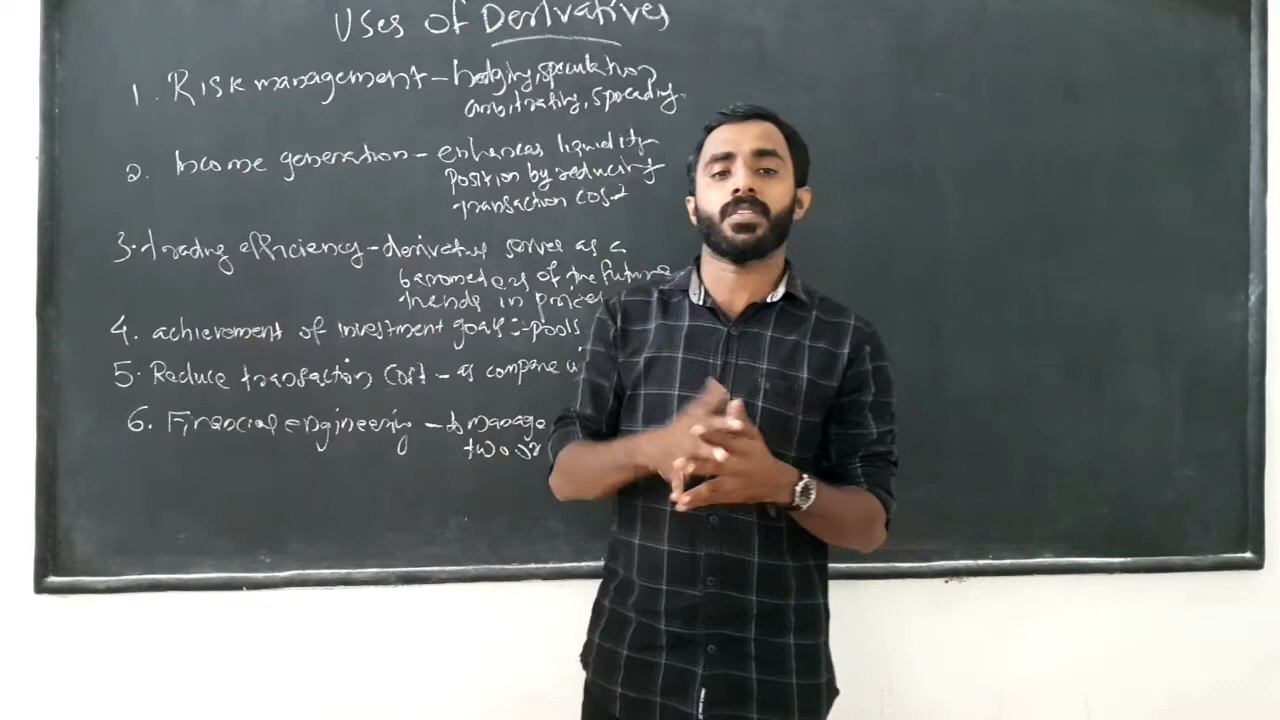 Uses of Derivatives
1. Risk management - hedging, speculation
arbitrating, spreading.
2. Income generation - enhances liquidity
position by reducing
transaction cost
3. trading efficiency - derivatives serves as a
barometers of the future
trends in prices
4. achievement of investment goals :- pools
5. Reduce transaction cost - as compare
6. Financial engineering - to manage
two or